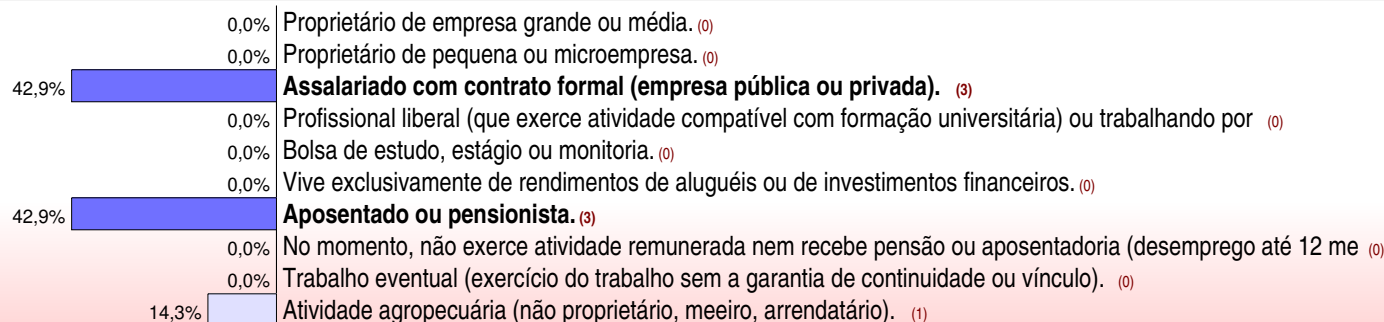 0,0% Proprietário de empresa grande ou média. (0)
0,0% Proprietário de pequena ou microempresa. (0)
42,9% Assalariado com contrato formal (empresa pública ou privada). (3)
0,0% Profissional liberal (que exerce atividade compatível com formação universitária) ou trabalhando por (0)
0,0% Bolsa de estudo, estágio ou monitoria. (0)
0,0% Vive exclusivamente de rendimentos de aluguéis ou de investimentos financeiros. (0)
42,9% Aposentado ou pensionista. (3)
0,0% No momento, não exerce atividade remunerada nem recebe pensão ou aposentadoria (desemprego até 12 me (0)
0,0% Trabalho eventual (exercício do trabalho sem a garantia de continuidade ou vínculo). (0)
14,3% Atividade agropecuária (não proprietário, meeiro, arrendatário). (1)